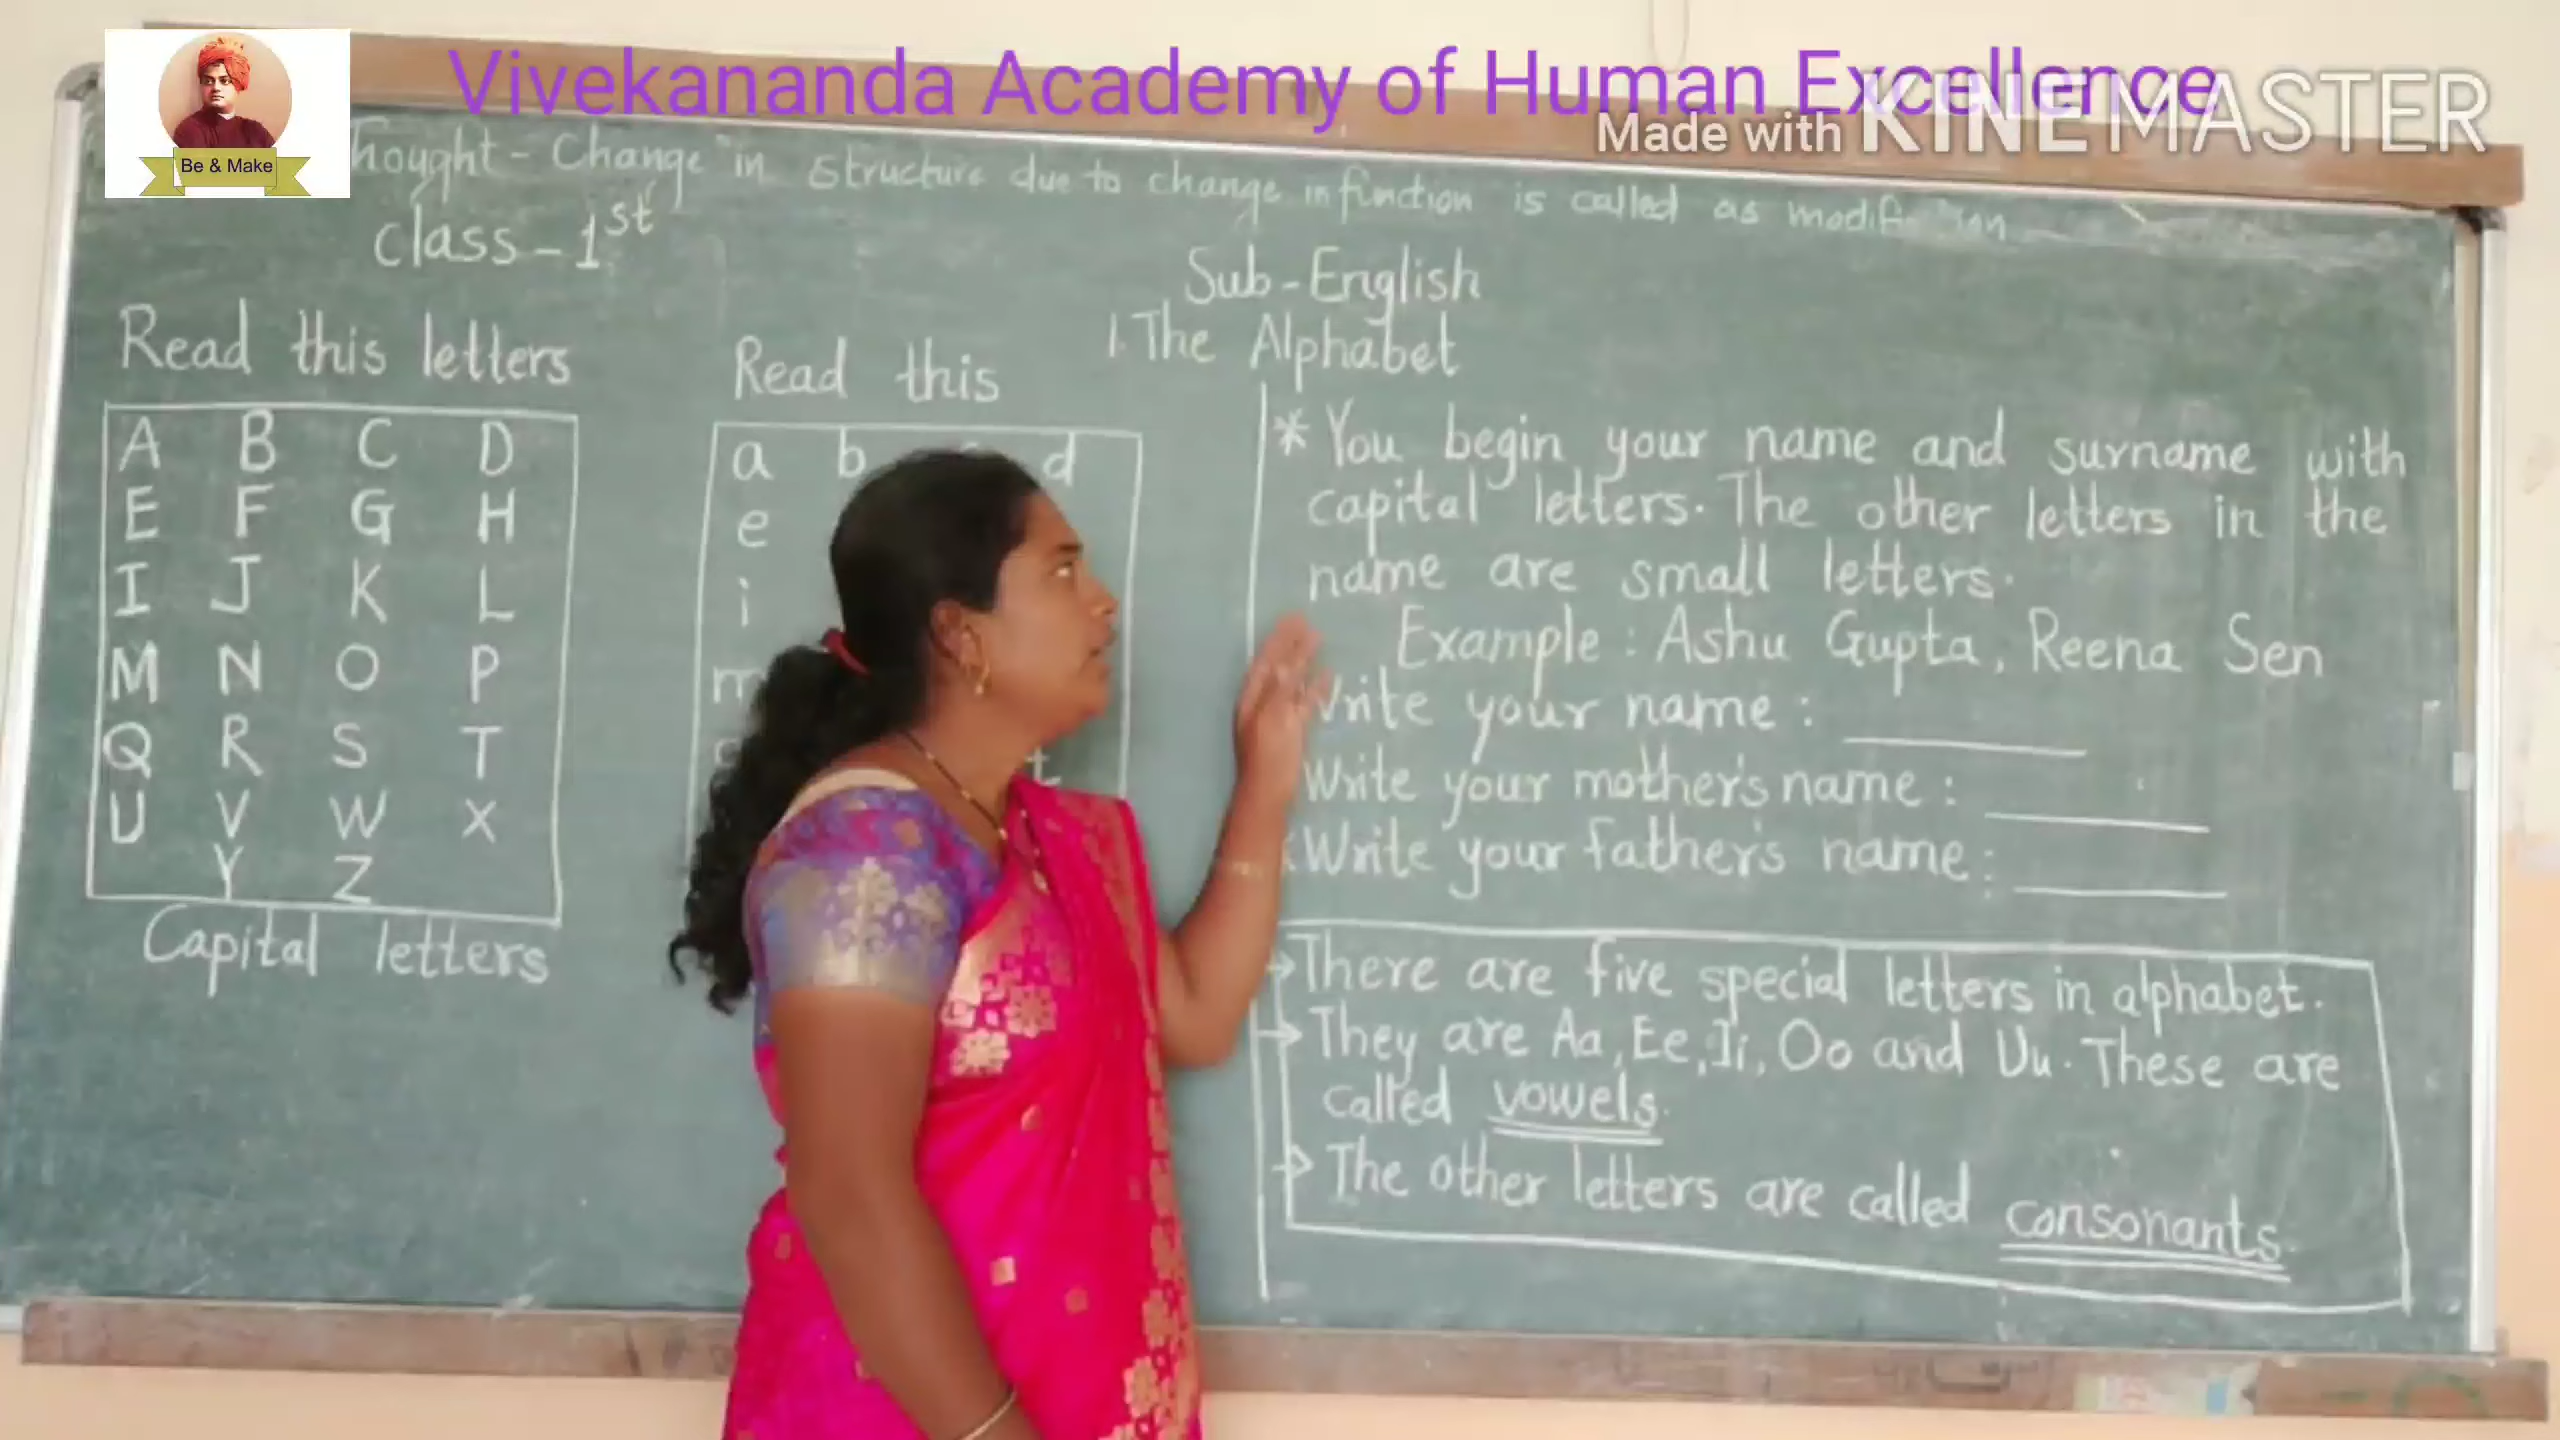 Vivekananda Academy of Human Excellence
Made with KINEMASTER
Be & Make
Change in structure due to change in function is called as
Class - 1st
Sub - English
1. The Alphabet
Read this letters
A B C D
E F G H
I J K L
M N O P
Q R S T
U V W X
Y Z
Capital letters
Read this
a b d
e
i
m
t
* You begin your name and surname with
capital letters. The other letters in the
name are small letters.
Example : Ashu Gupta, Reena Sen
Write your name : ______
Write your mother's name : ______
Write your father's name : ______
→ There are five special letters in alphabet.
→ They are Aa, Ee, Ii, Oo and Uu. These are
called vowels.
→ The other letters are called consonants.